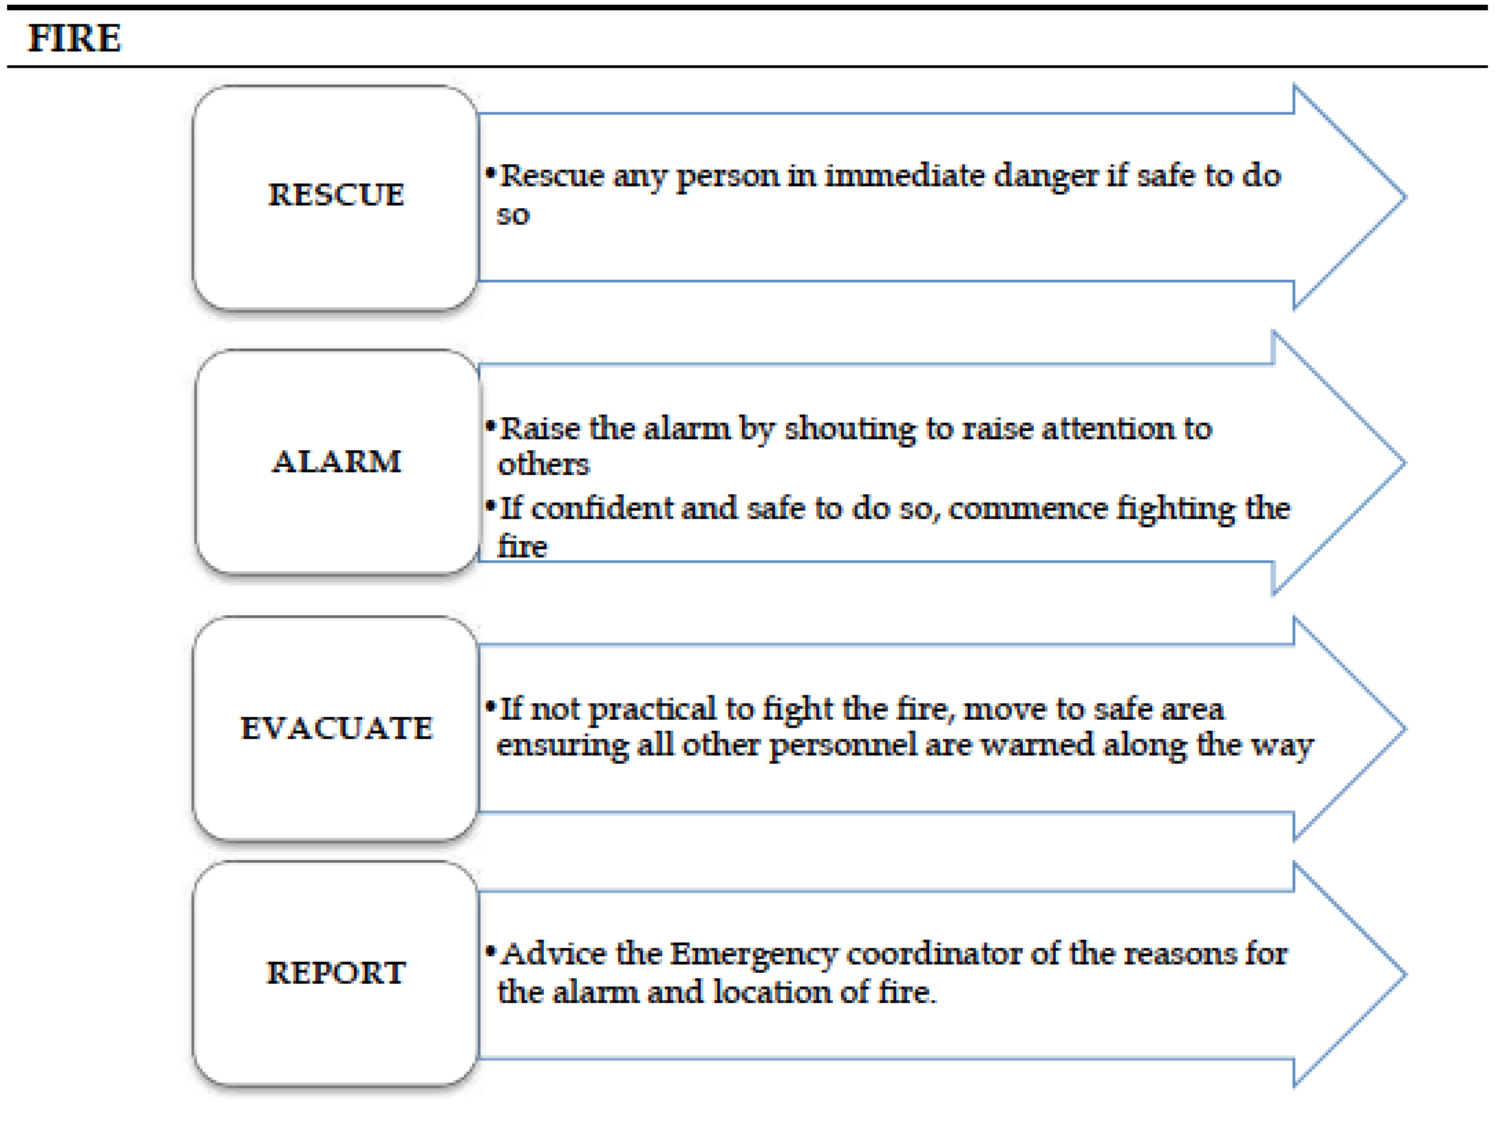 FIRE
RESCUE
•Rescue any person in immediate danger if safe to do
so
ALARM
•Raise the alarm by shouting to raise attention to
others
•If confident and safe to do so, commence fighting the
fire
EVACUATE
•If not practical to fight the fire, move to safe area
ensuring all other personnel are warned along the way
REPORT
•Advice the Emergency coordinator of the reasons for
the alarm and location of fire.